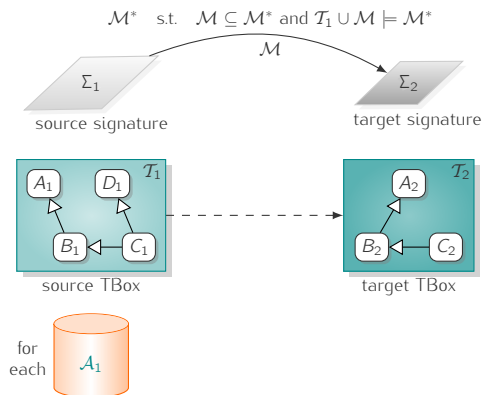 ℳ* s.t. ℳ ⊆ ℳ* and 𝒯₁ ∪ ℳ ⊨ ℳ*
ℳ
Σ₁
Σ₂
source signature
target signature
𝒯₁
𝒯₂
A₁
D₁
A₂
B₁
C₁
B₂
C₂
source TBox
target TBox
for
each
𝒜₁